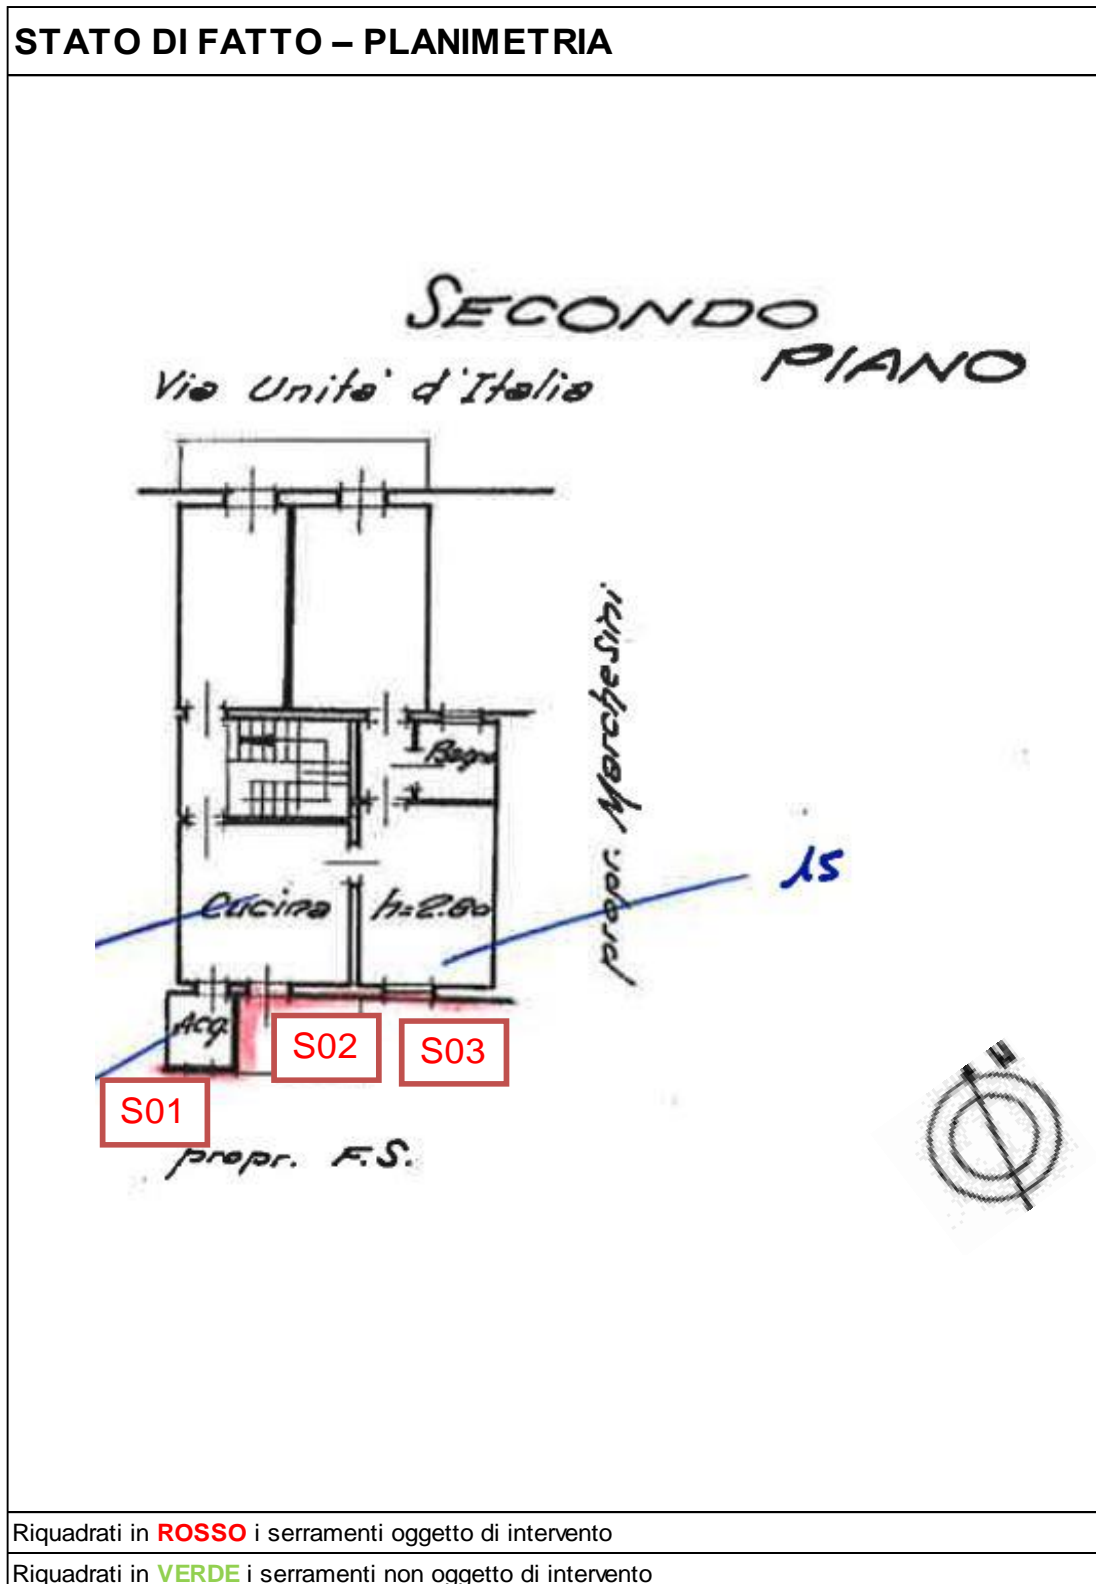 STATO DI FATTO – PLANIMETRIA
SECONDO
PIANO
Via Unita' d'Italia
propr. Marchesini
Bagno
15
Cucina
h=2.80
Acq.
S02
S03
S01
propr. F.S.
N
Riquadrati in ROSSO i serramenti oggetto di intervento
Riquadrati in VERDE i serramenti non oggetto di intervento